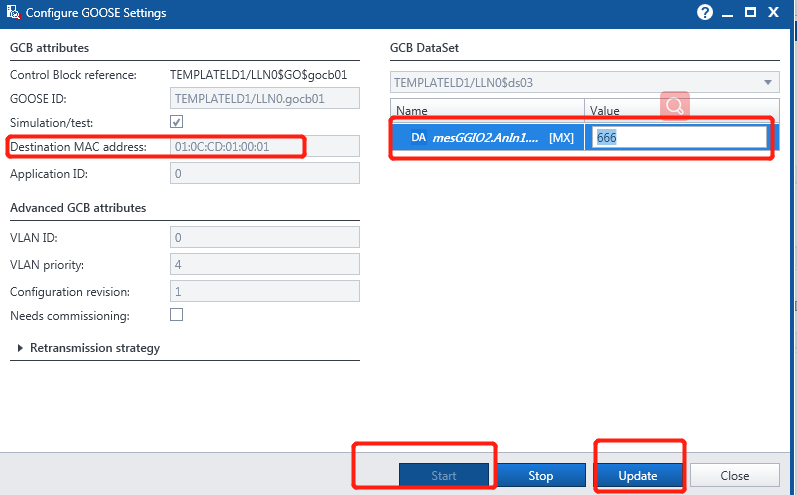 Configure GOOSE Settings
GCB attributes
Control Block reference: TEMPLATELD1/LLN0$GO$gocb01
GOOSE ID: TEMPLATELD1/LLN0.gocb01
Simulation/test:
Destination MAC address: 01:0C:CD:01:00:01
Application ID: 0
Advanced GCB attributes
VLAN ID: 0
VLAN priority: 4
Configuration revision: 1
Needs commissioning:
Retransmission strategy
GCB DataSet
TEMPLATELD1/LLN0$ds03
Name Value
DA mesGGIO2.AnIn1.... [MX] 666
Start Stop Update Close